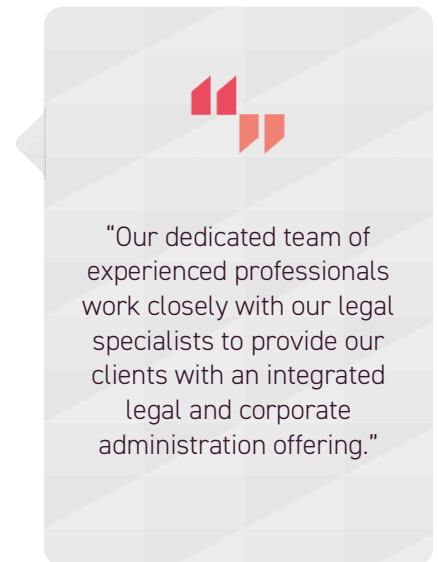 “Our dedicated team of
experienced professionals
work closely with our legal
specialists to provide our
clients with an integrated
legal and corporate
administration offering.”